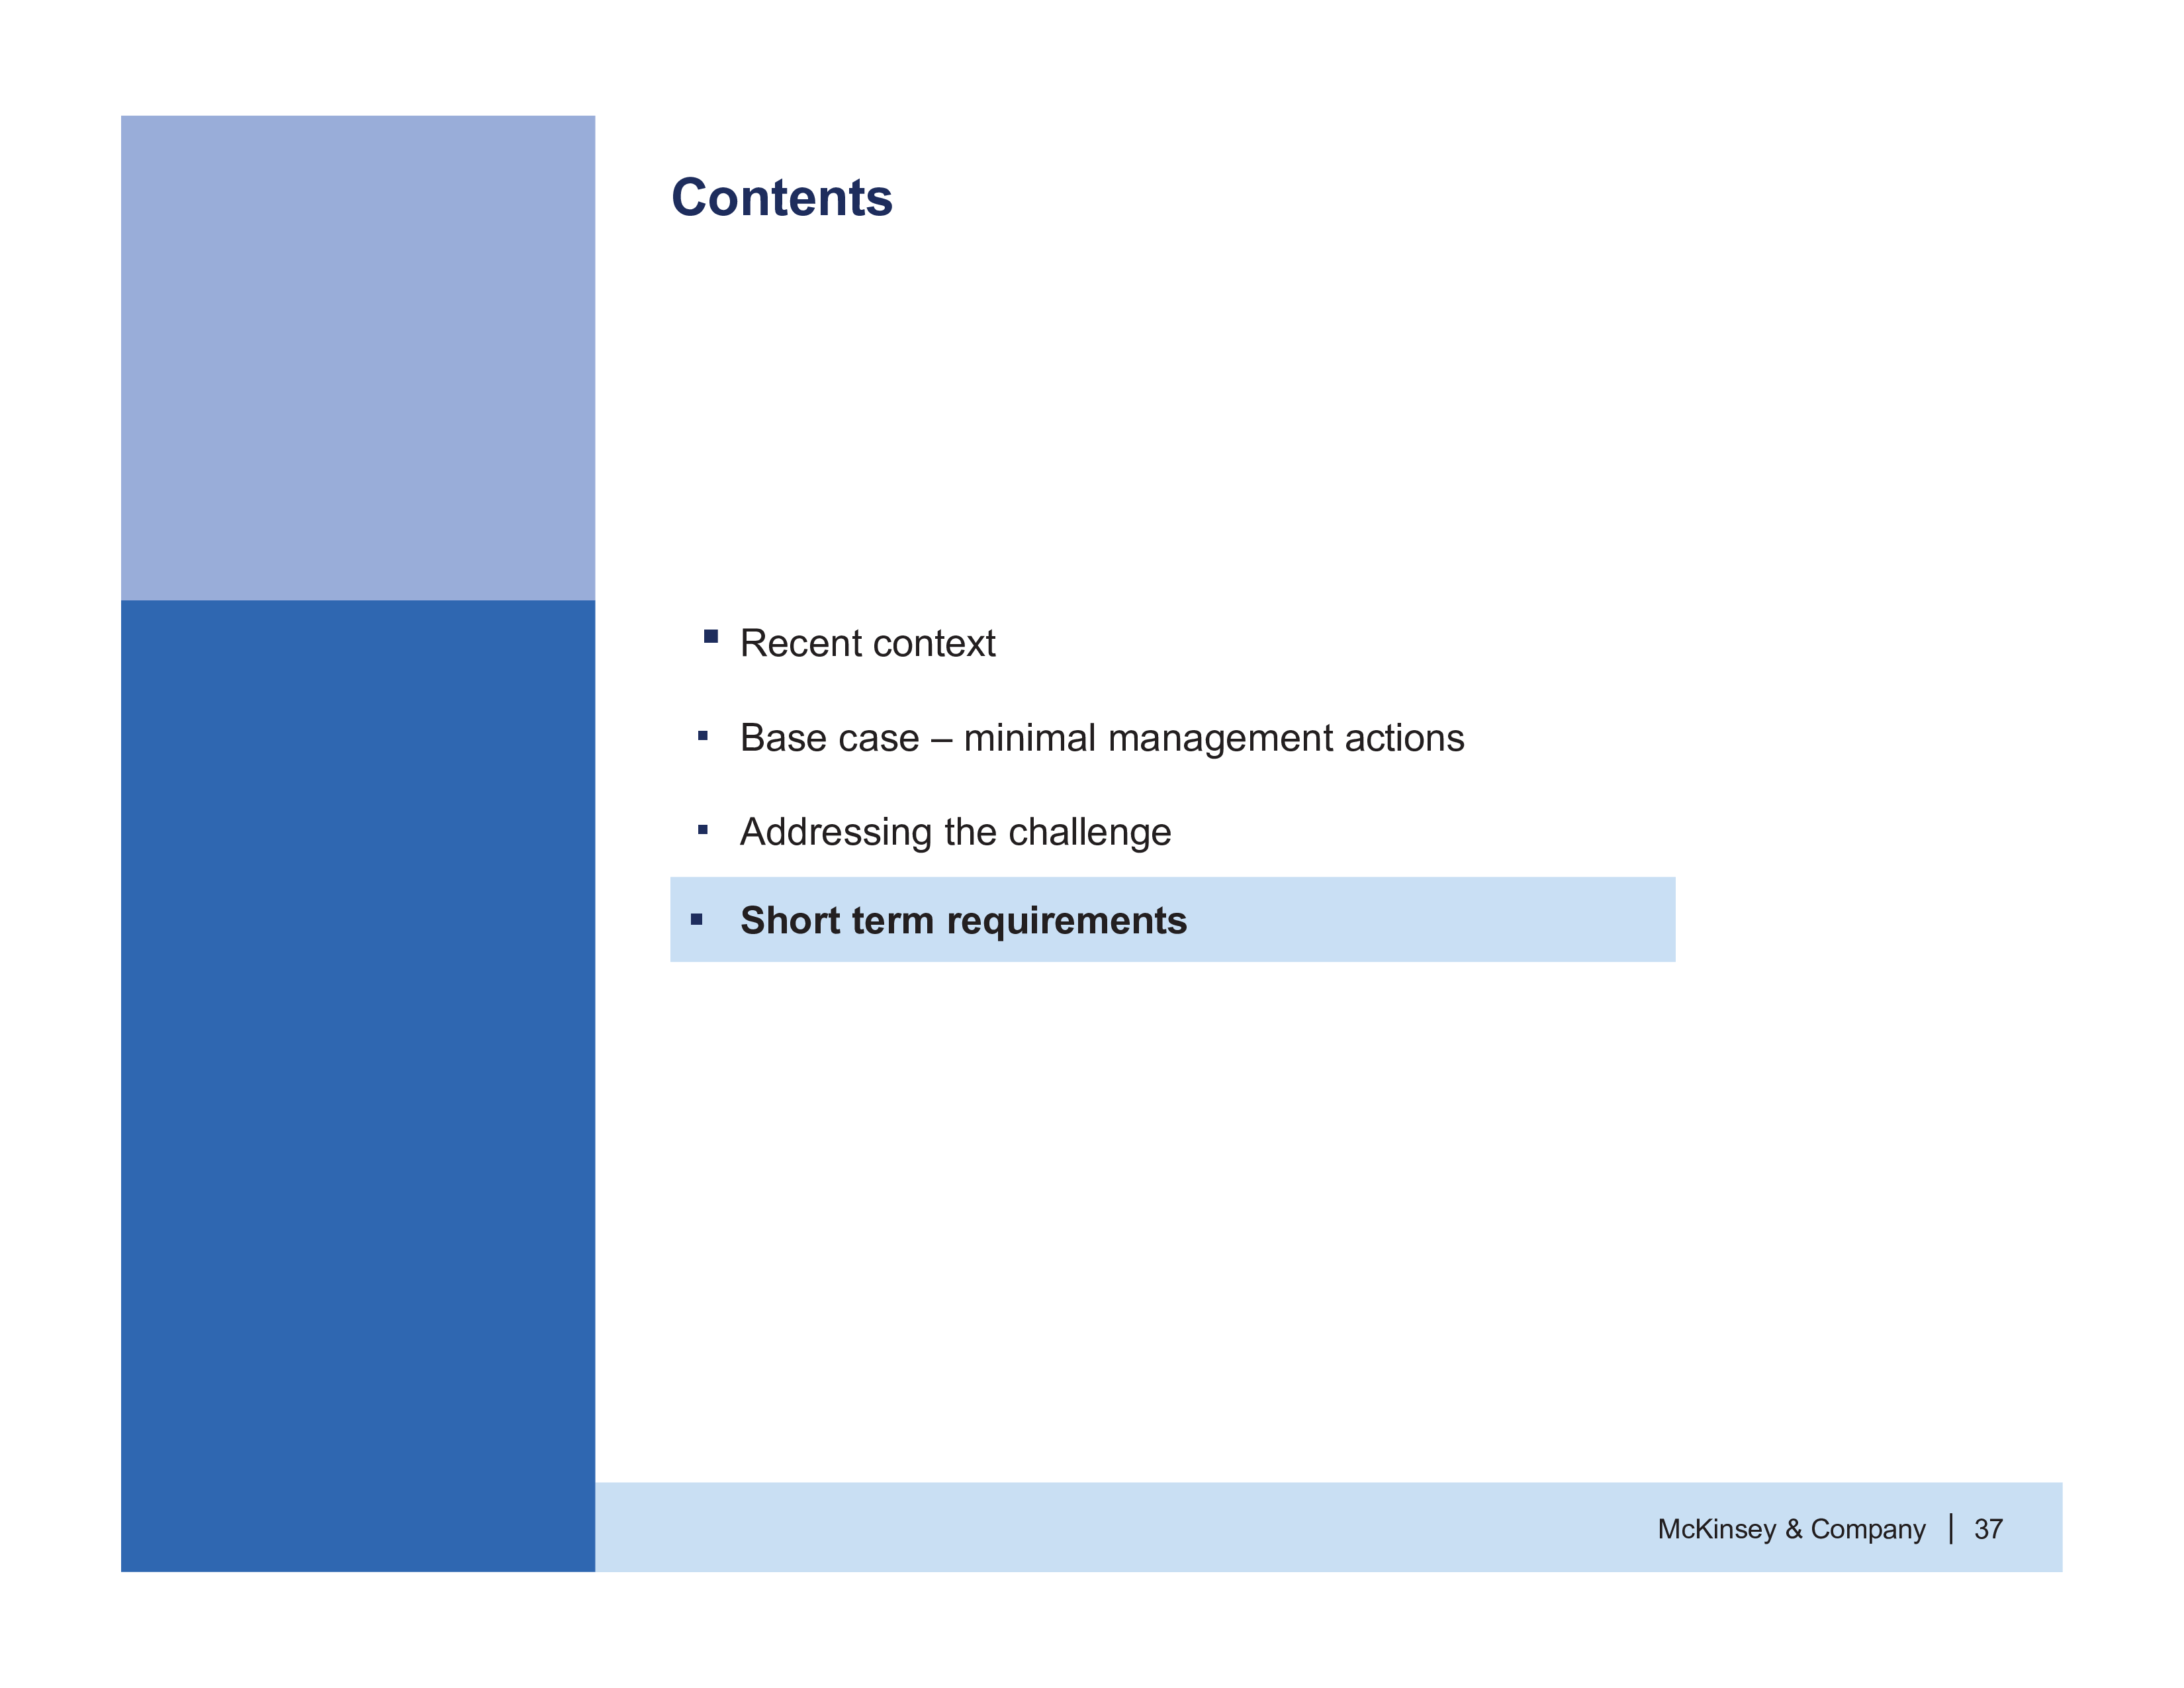 Contents
▪ Recent context
▪ Base case – minimal management actions
▪ Addressing the challenge
▪ Short term requirements
McKinsey & Company | 37